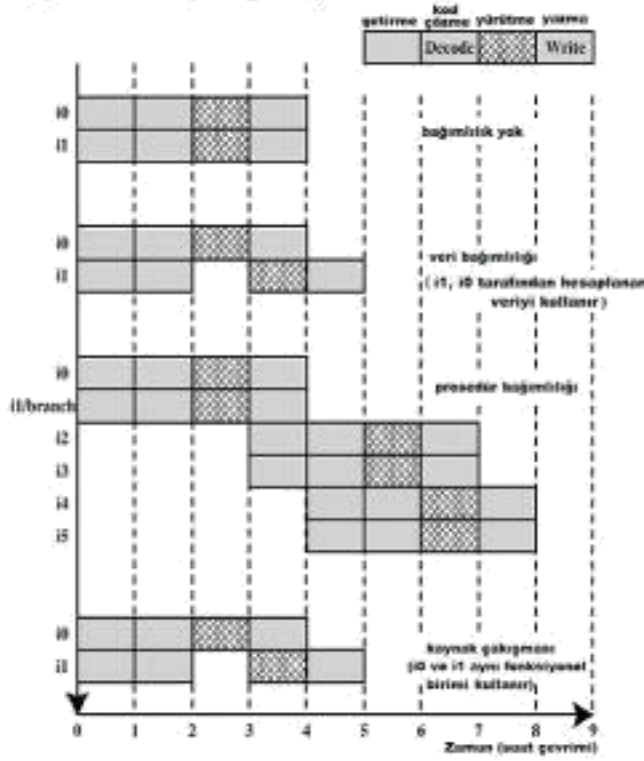 kod
getirme çözme yürütme yazma
Decode Write
i0
i1
bağımlılık yok
i0
i1
veri bağımlılığı
( i1, i0 tarafından hesaplanan
veriyi kullanır )
i0
i1/branch
prosedür bağımlılığı
i2
i3
i4
i5
i0
i1
kaynak çakışması
(i0 ve i1 aynı fonksiyonel
birimi kullanır)
0 1 2 3 4 5 6 7 8 9
Zaman (saat çevrimi)